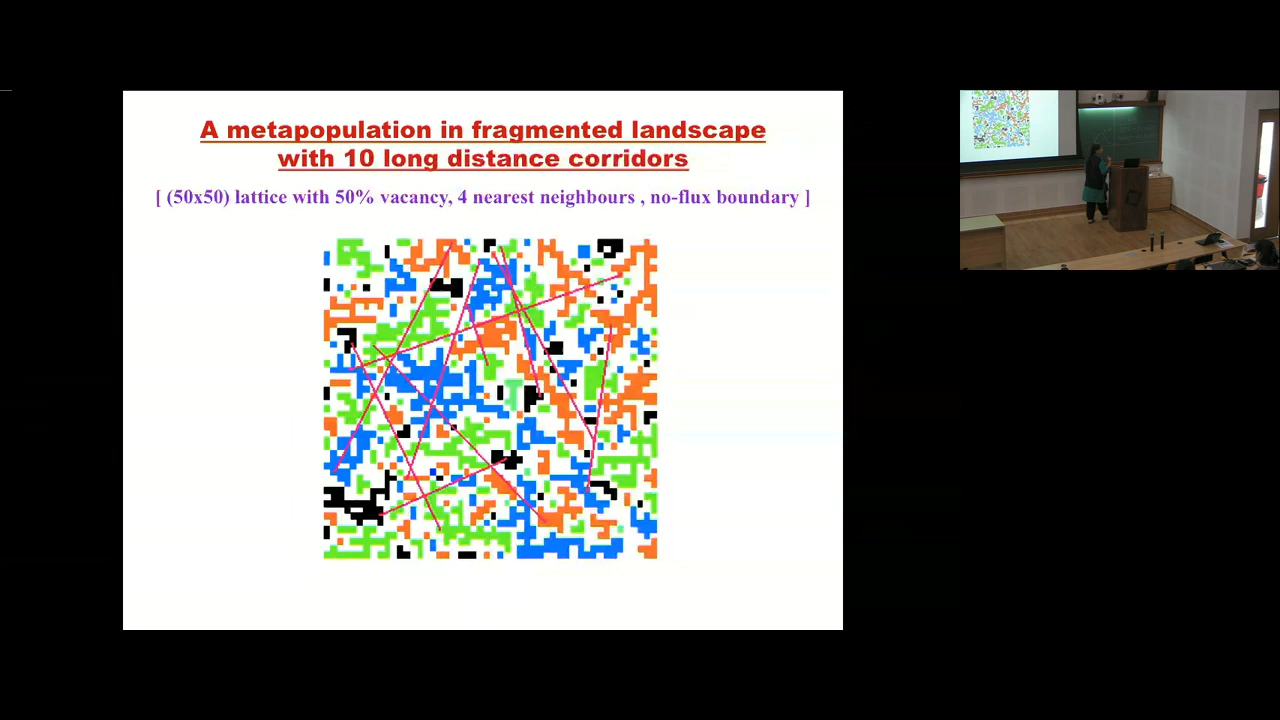 A metapopulation in fragmented landscape
with 10 long distance corridors
[ (50x50) lattice with 50% vacancy, 4 nearest neighbours , no-flux boundary ]